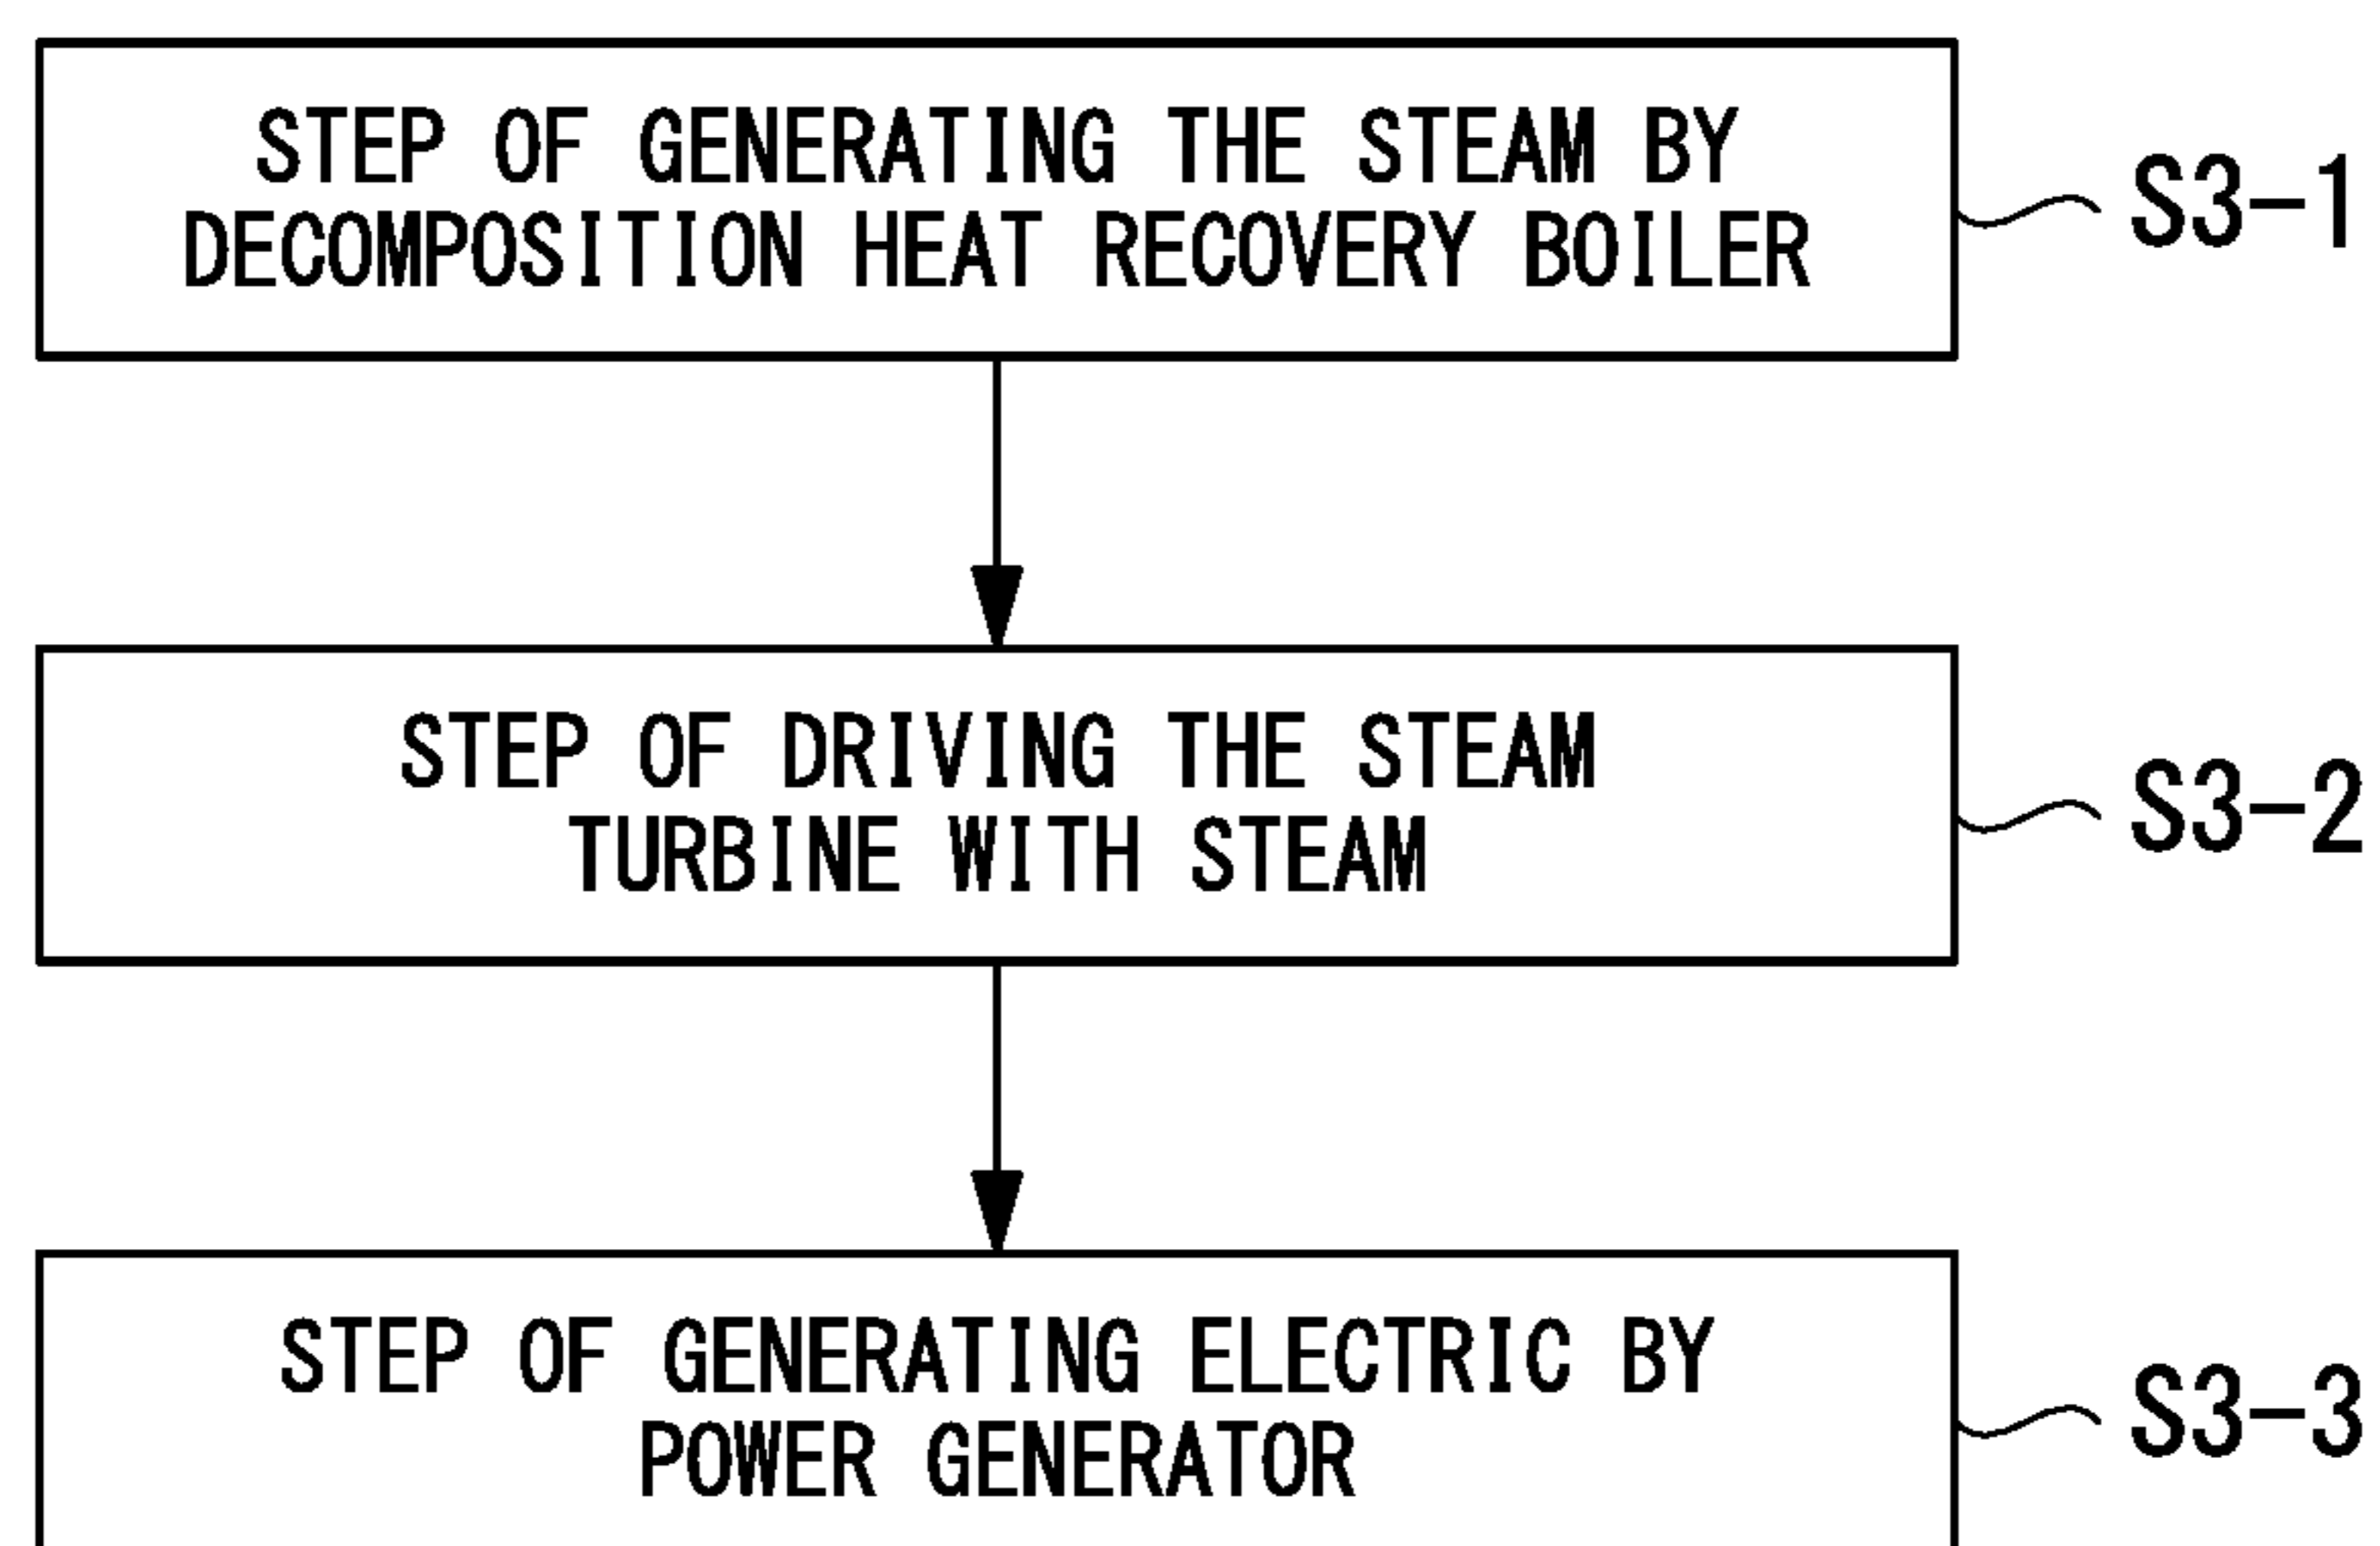 STEP OF GENERATING THE STEAM BY
DECOMPOSITION HEAT RECOVERY BOILER
S3-1
STEP OF DRIVING THE STEAM
TURBINE WITH STEAM
S3-2
STEP OF GENERATING ELECTRIC BY
POWER GENERATOR
S3-3